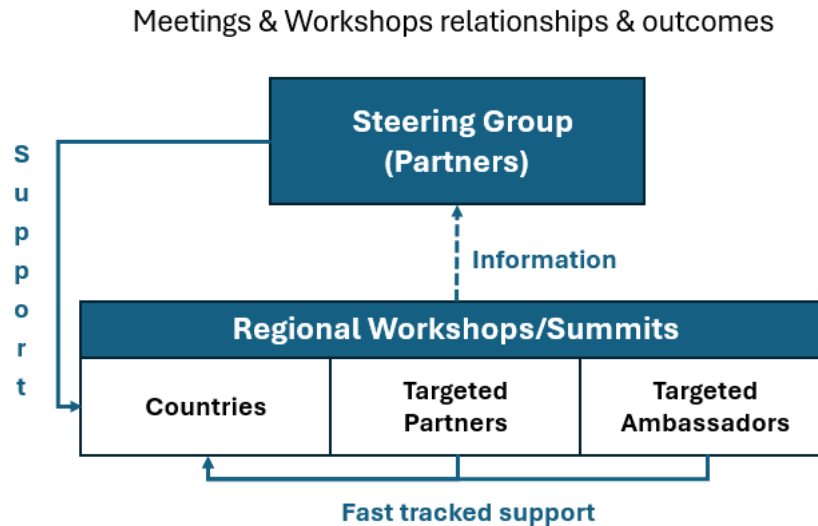 Meetings & Workshops relationships & outcomes
Steering Group
(Partners)
Support
Information
Regional Workshops/Summits
Countries
Targeted
Partners
Targeted
Ambassadors
Fast tracked support